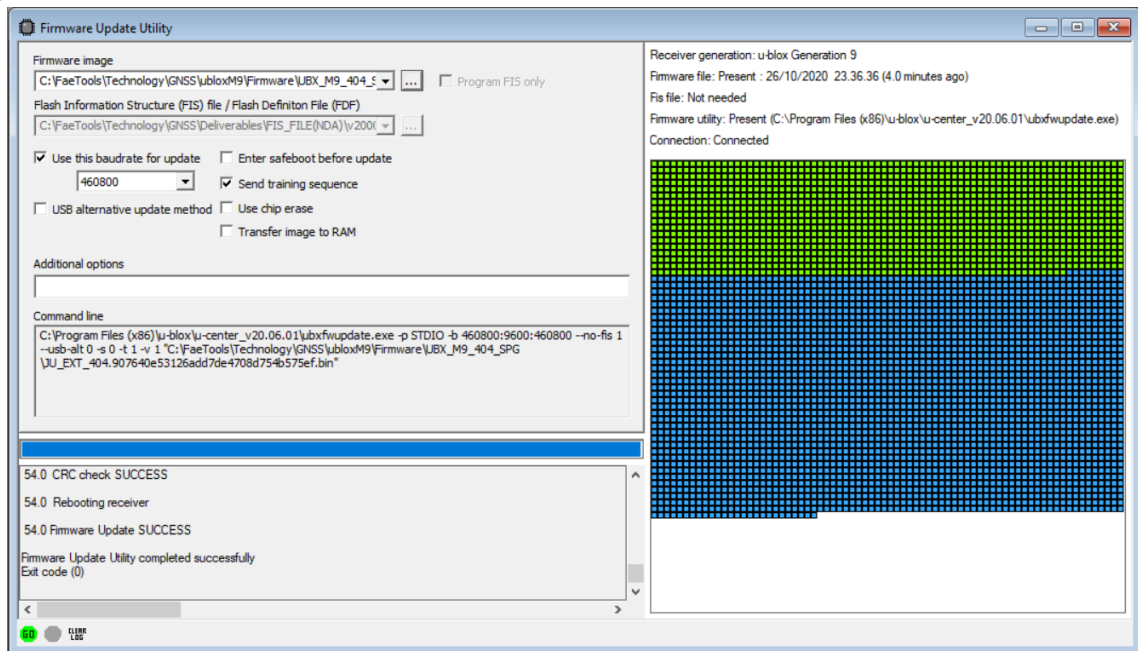 Firmware Update Utility
Firmware image
C:\FaeTools\Technology\GNSS\ubloxM9\Firmware\UBX_M9_404_S
...
Program FIS only
Flash Information Structure (FIS) file / Flash Definiton File (FDF)
C:\FaeTools\Technology\GNSS\Deliverables\FIS_FILE(NDA)\v200(
...
Use this baudrate for update
Enter safeboot before update
460800
Send training sequence
USB alternative update method
Use chip erase
Transfer image to RAM
Additional options
Command line
C:\Program Files (x86)\u-blox\u-center_v20.06.01\ubxfwupdate.exe -p STDIO -b 460800:9600:460800 --no-fis 1
--usb-alt 0 -s 0 -t 1 -v 1 "C:\FaeTools\Technology\GNSS\ubloxM9\Firmware\UBX_M9_404_SPG
\JU_EXT_404.907640e53126add7de4708d754b575ef.bin"
54.0 CRC check SUCCESS
54.0 Rebooting receiver
54.0 Firmware Update SUCCESS
Firmware Update Utility completed successfully
Exit code (0)
GO
CLEAR
LOG
Receiver generation: u-blox Generation 9
Firmware file: Present : 26/10/2020 23.36.36 (4.0 minutes ago)
Fis file: Not needed
Firmware utility: Present (C:\Program Files (x86)\u-blox\u-center_v20.06.01\ubxfwupdate.exe)
Connection: Connected